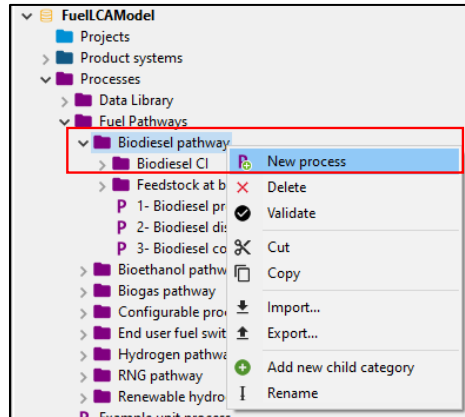 FuelLCAModel
Projects
Product systems
Processes
Data Library
Fuel Pathways
Biodiesel pathway
Biodiesel CI
New process
Feedstock at b
Delete
P 1- Biodiesel pr
Validate
P 2- Biodiesel di
P 3- Biodiesel co
Cut
Bioethanol pathw
Copy
Biogas pathway
Configurable pro
Import...
End user fuel swit
Export...
Hydrogen pathwa
RNG pathway
Add new child category
Renewable hydro
Rename
P Example unit process